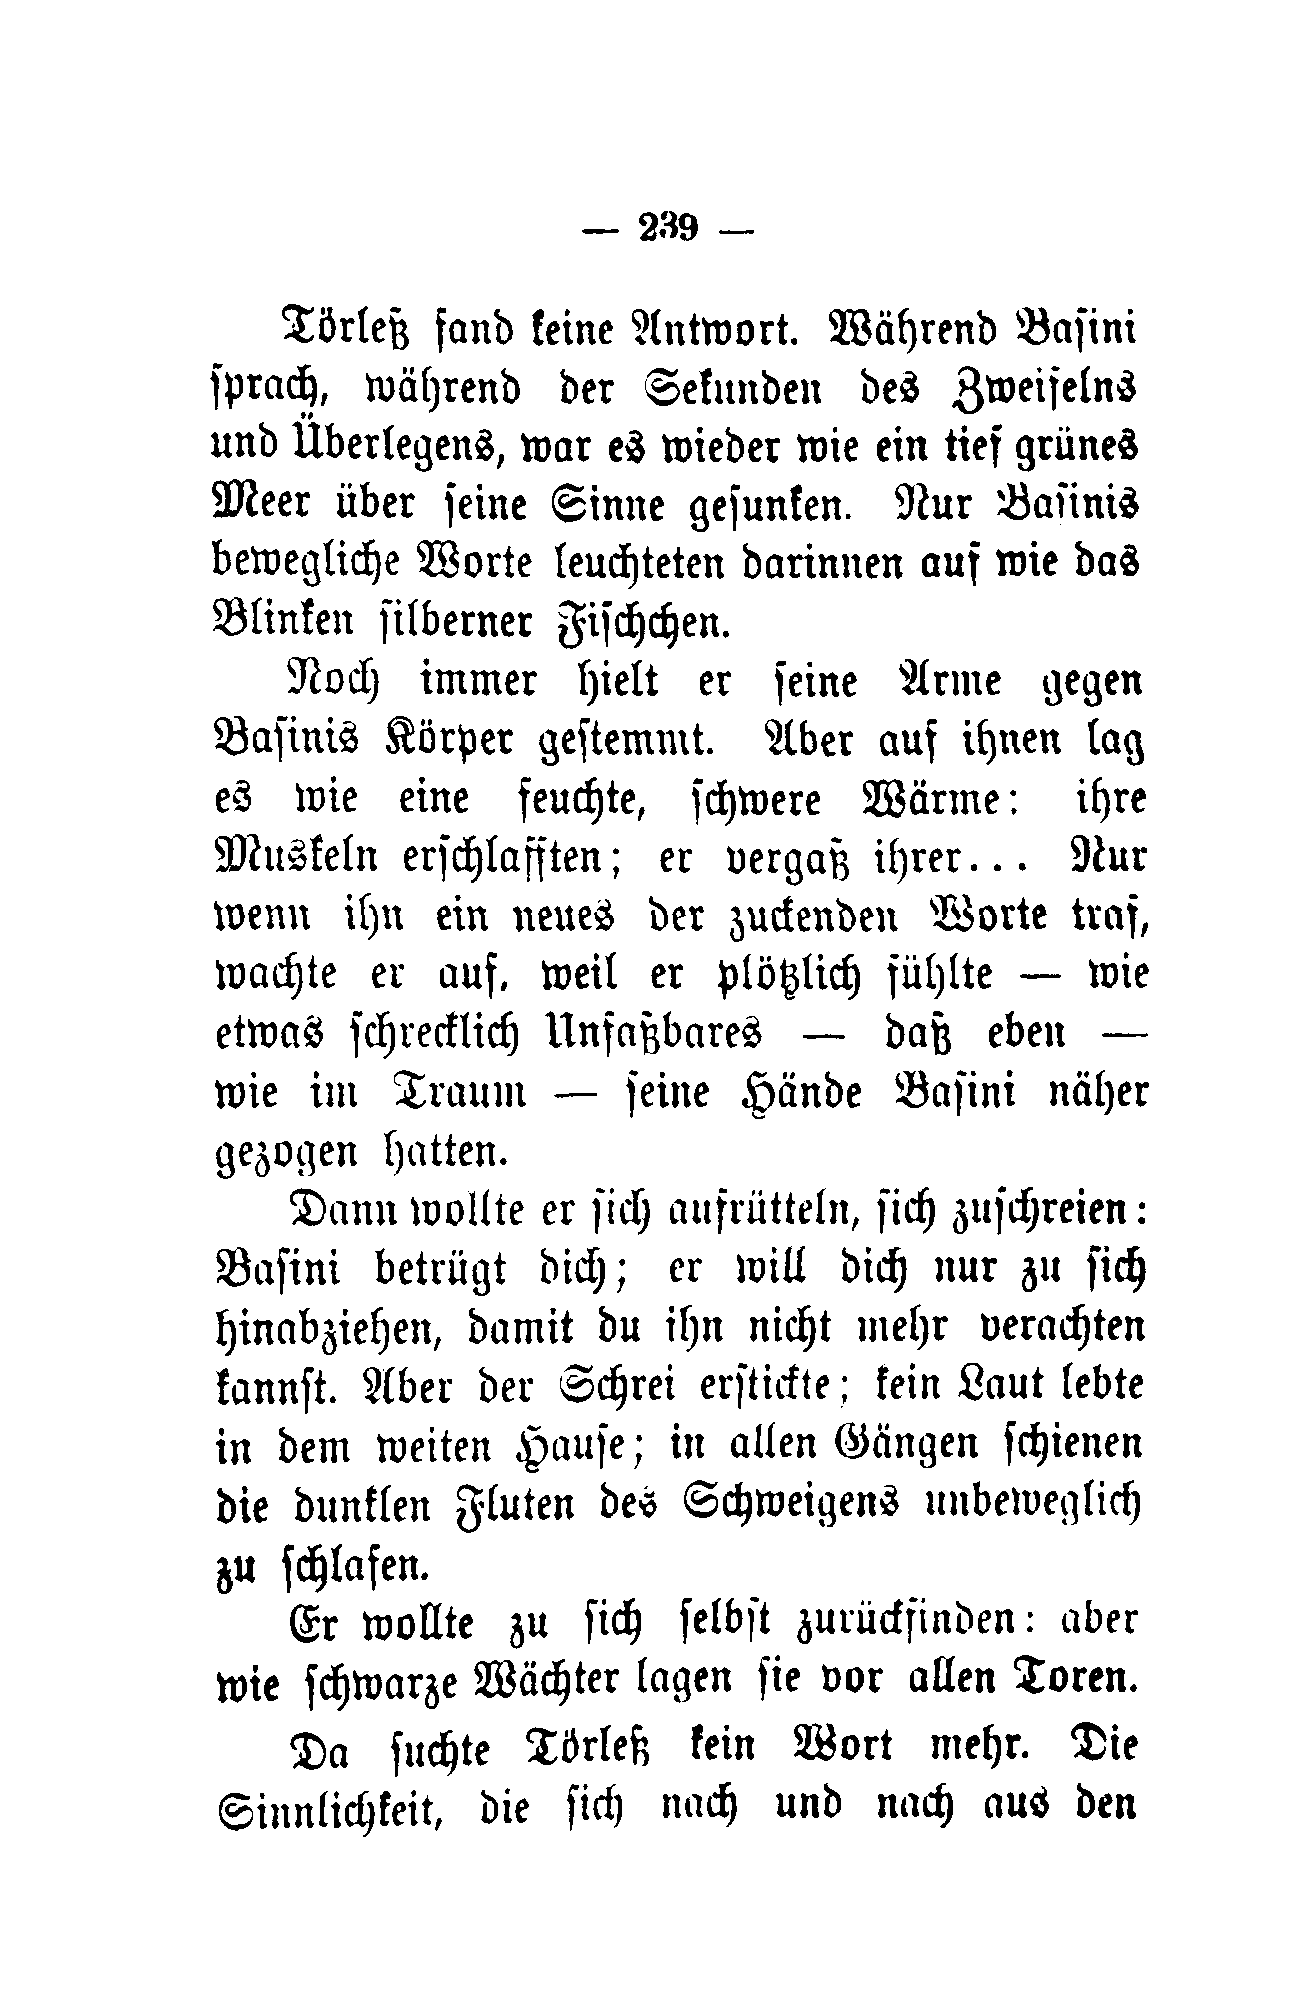 — 239 —
Törleß fand keine Antwort. Während Basini
sprach, während der Sekunden des Zweifelns
und Überlegens, war es wieder wie ein tief grünes
Meer über seine Sinne gesunken. Nur Basinis
bewegliche Worte leuchteten darinnen auf wie das
Blinken silberner Fischchen.
Noch immer hielt er seine Arme gegen
Basinis Körper gestemmt. Aber auf ihnen lag
es wie eine feuchte, schwere Wärme: ihre
Muskeln erschlafften; er vergaß ihrer... Nur
wenn ihn ein neues der zuckenden Worte traf,
wachte er auf, weil er plötzlich fühlte — wie
etwas schrecklich Unfaßbares — daß eben —
wie im Traum — seine Hände Basini näher
gezogen hatten.
Dann wollte er sich aufrütteln, sich zuschreien:
Basini betrügt dich; er will dich nur zu sich
hinabziehen, damit du ihn nicht mehr verachten
kannst. Aber der Schrei erstickte; kein Laut lebte
in dem weiten Hause; in allen Gängen schienen
die dunklen Fluten des Schweigens unbeweglich
zu schlafen.
Er wollte zu sich selbst zurückfinden: aber
wie schwarze Wächter lagen sie vor allen Toren.
Da suchte Törleß kein Wort mehr. Die
Sinnlichkeit, die sich nach und nach aus den